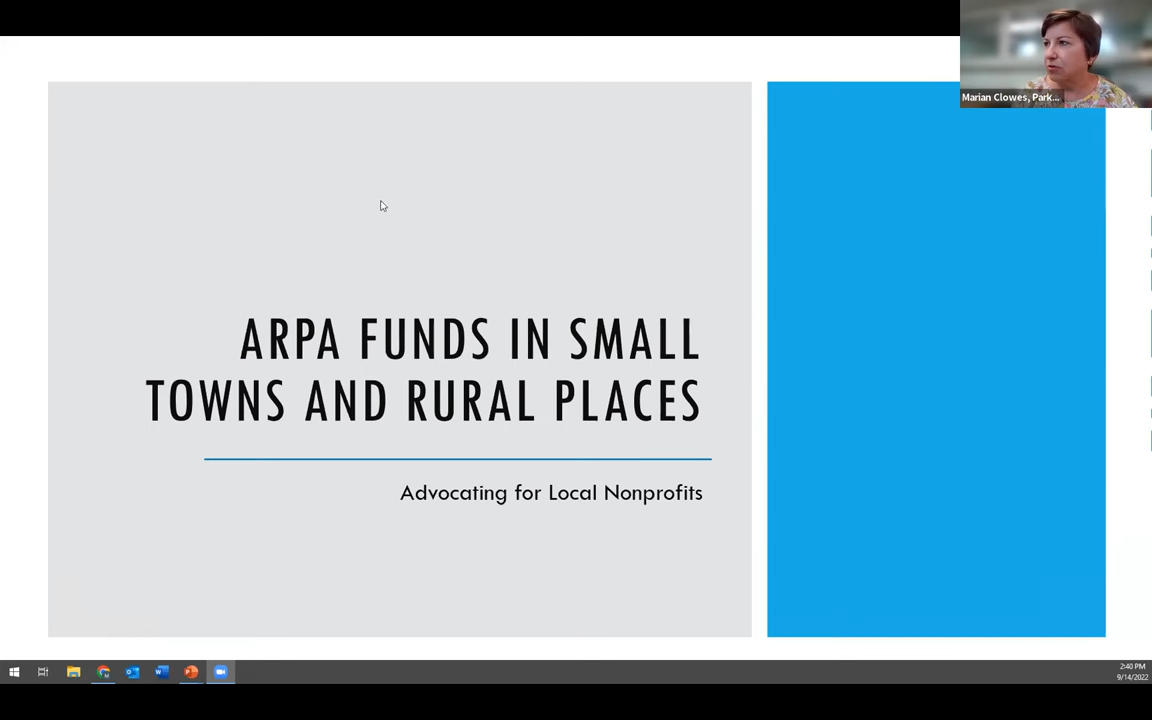 Marian Clowes, Park...
ARPA FUNDS IN SMALL
TOWNS AND RURAL PLACES
Advocating for Local Nonprofits
2:40 PM
9/14/2022